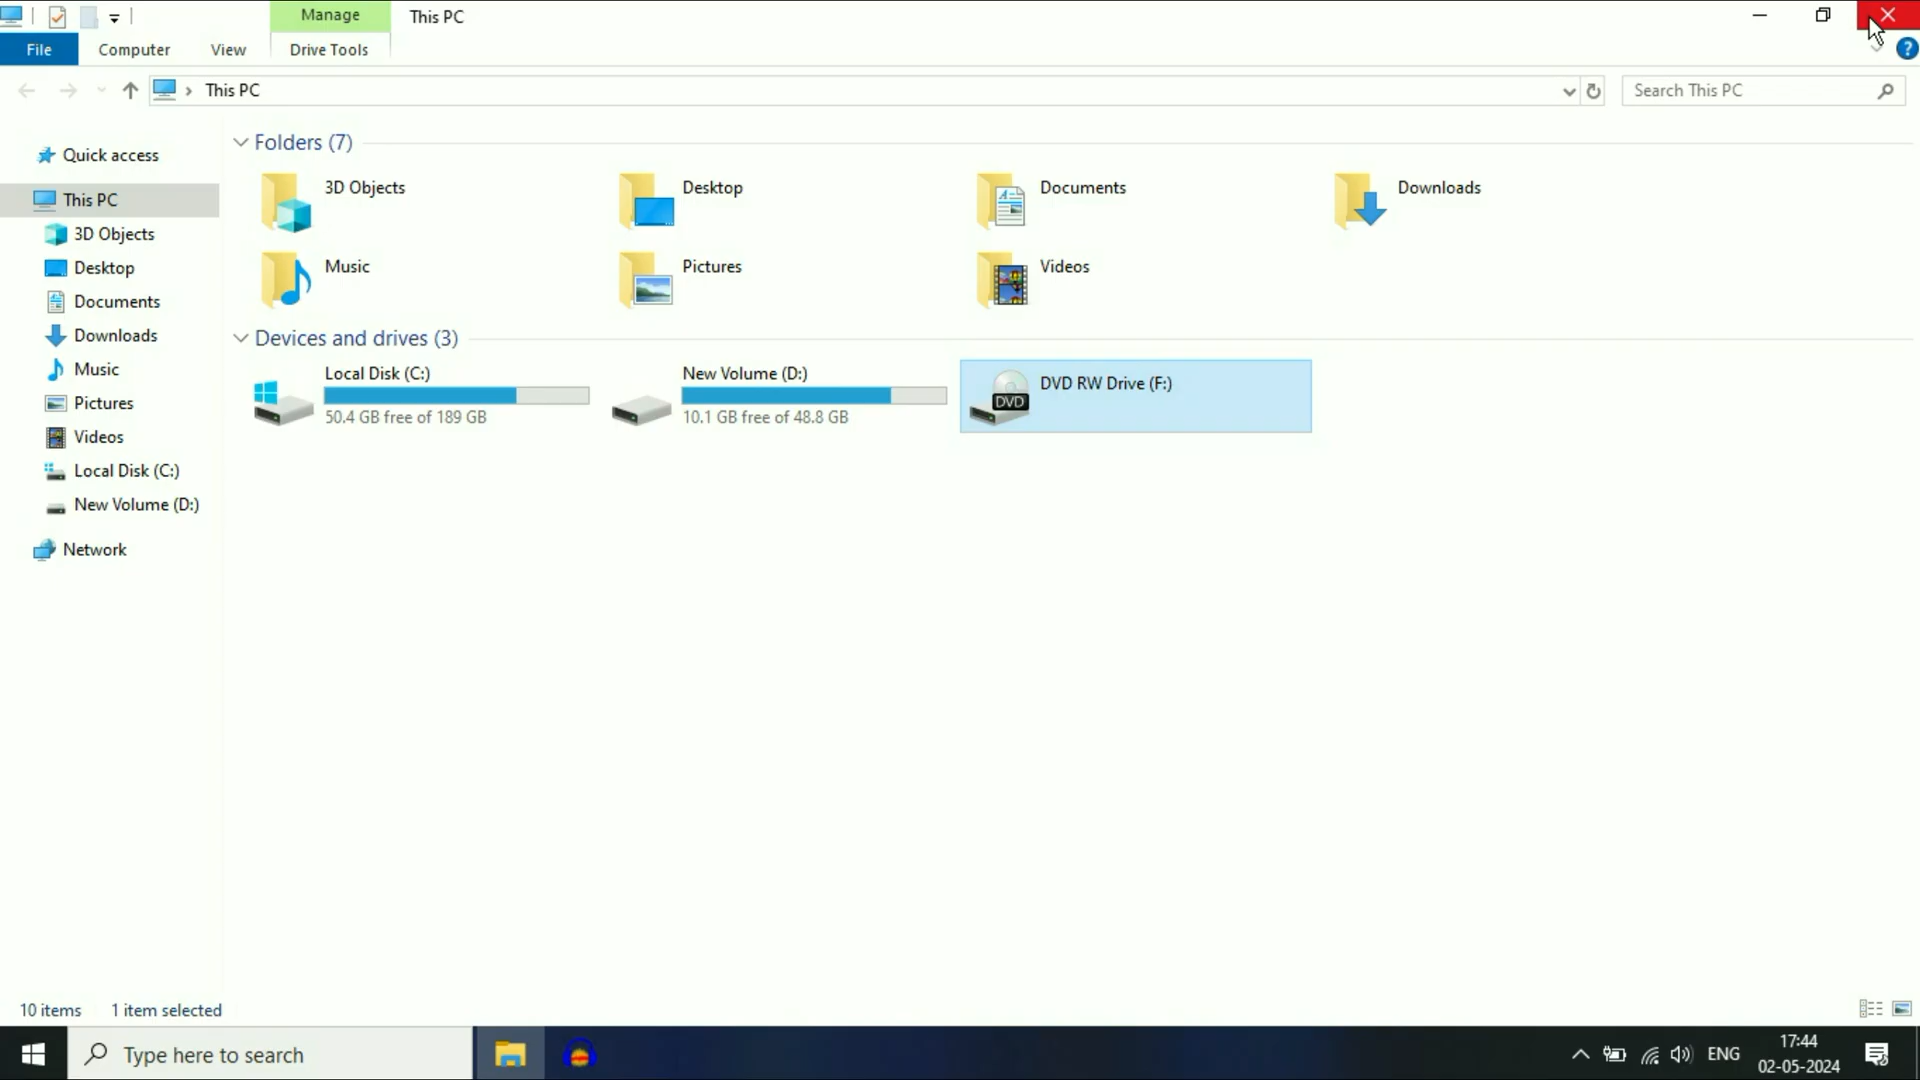 Manage
This PC
File
Computer
View
Drive Tools
This PC
Search This PC
Quick access
This PC
3D Objects
Desktop
Documents
Downloads
Music
Pictures
Videos
Local Disk (C:)
New Volume (D:)
Network
Folders (7)
3D Objects
Desktop
Documents
Downloads
Music
Pictures
Videos
Devices and drives (3)
Local Disk (C:)
50.4 GB free of 189 GB
New Volume (D:)
10.1 GB free of 48.8 GB
DVD
DVD RW Drive (F:)
10 items
1 item selected
Type here to search
ENG
17:44
02-05-2024